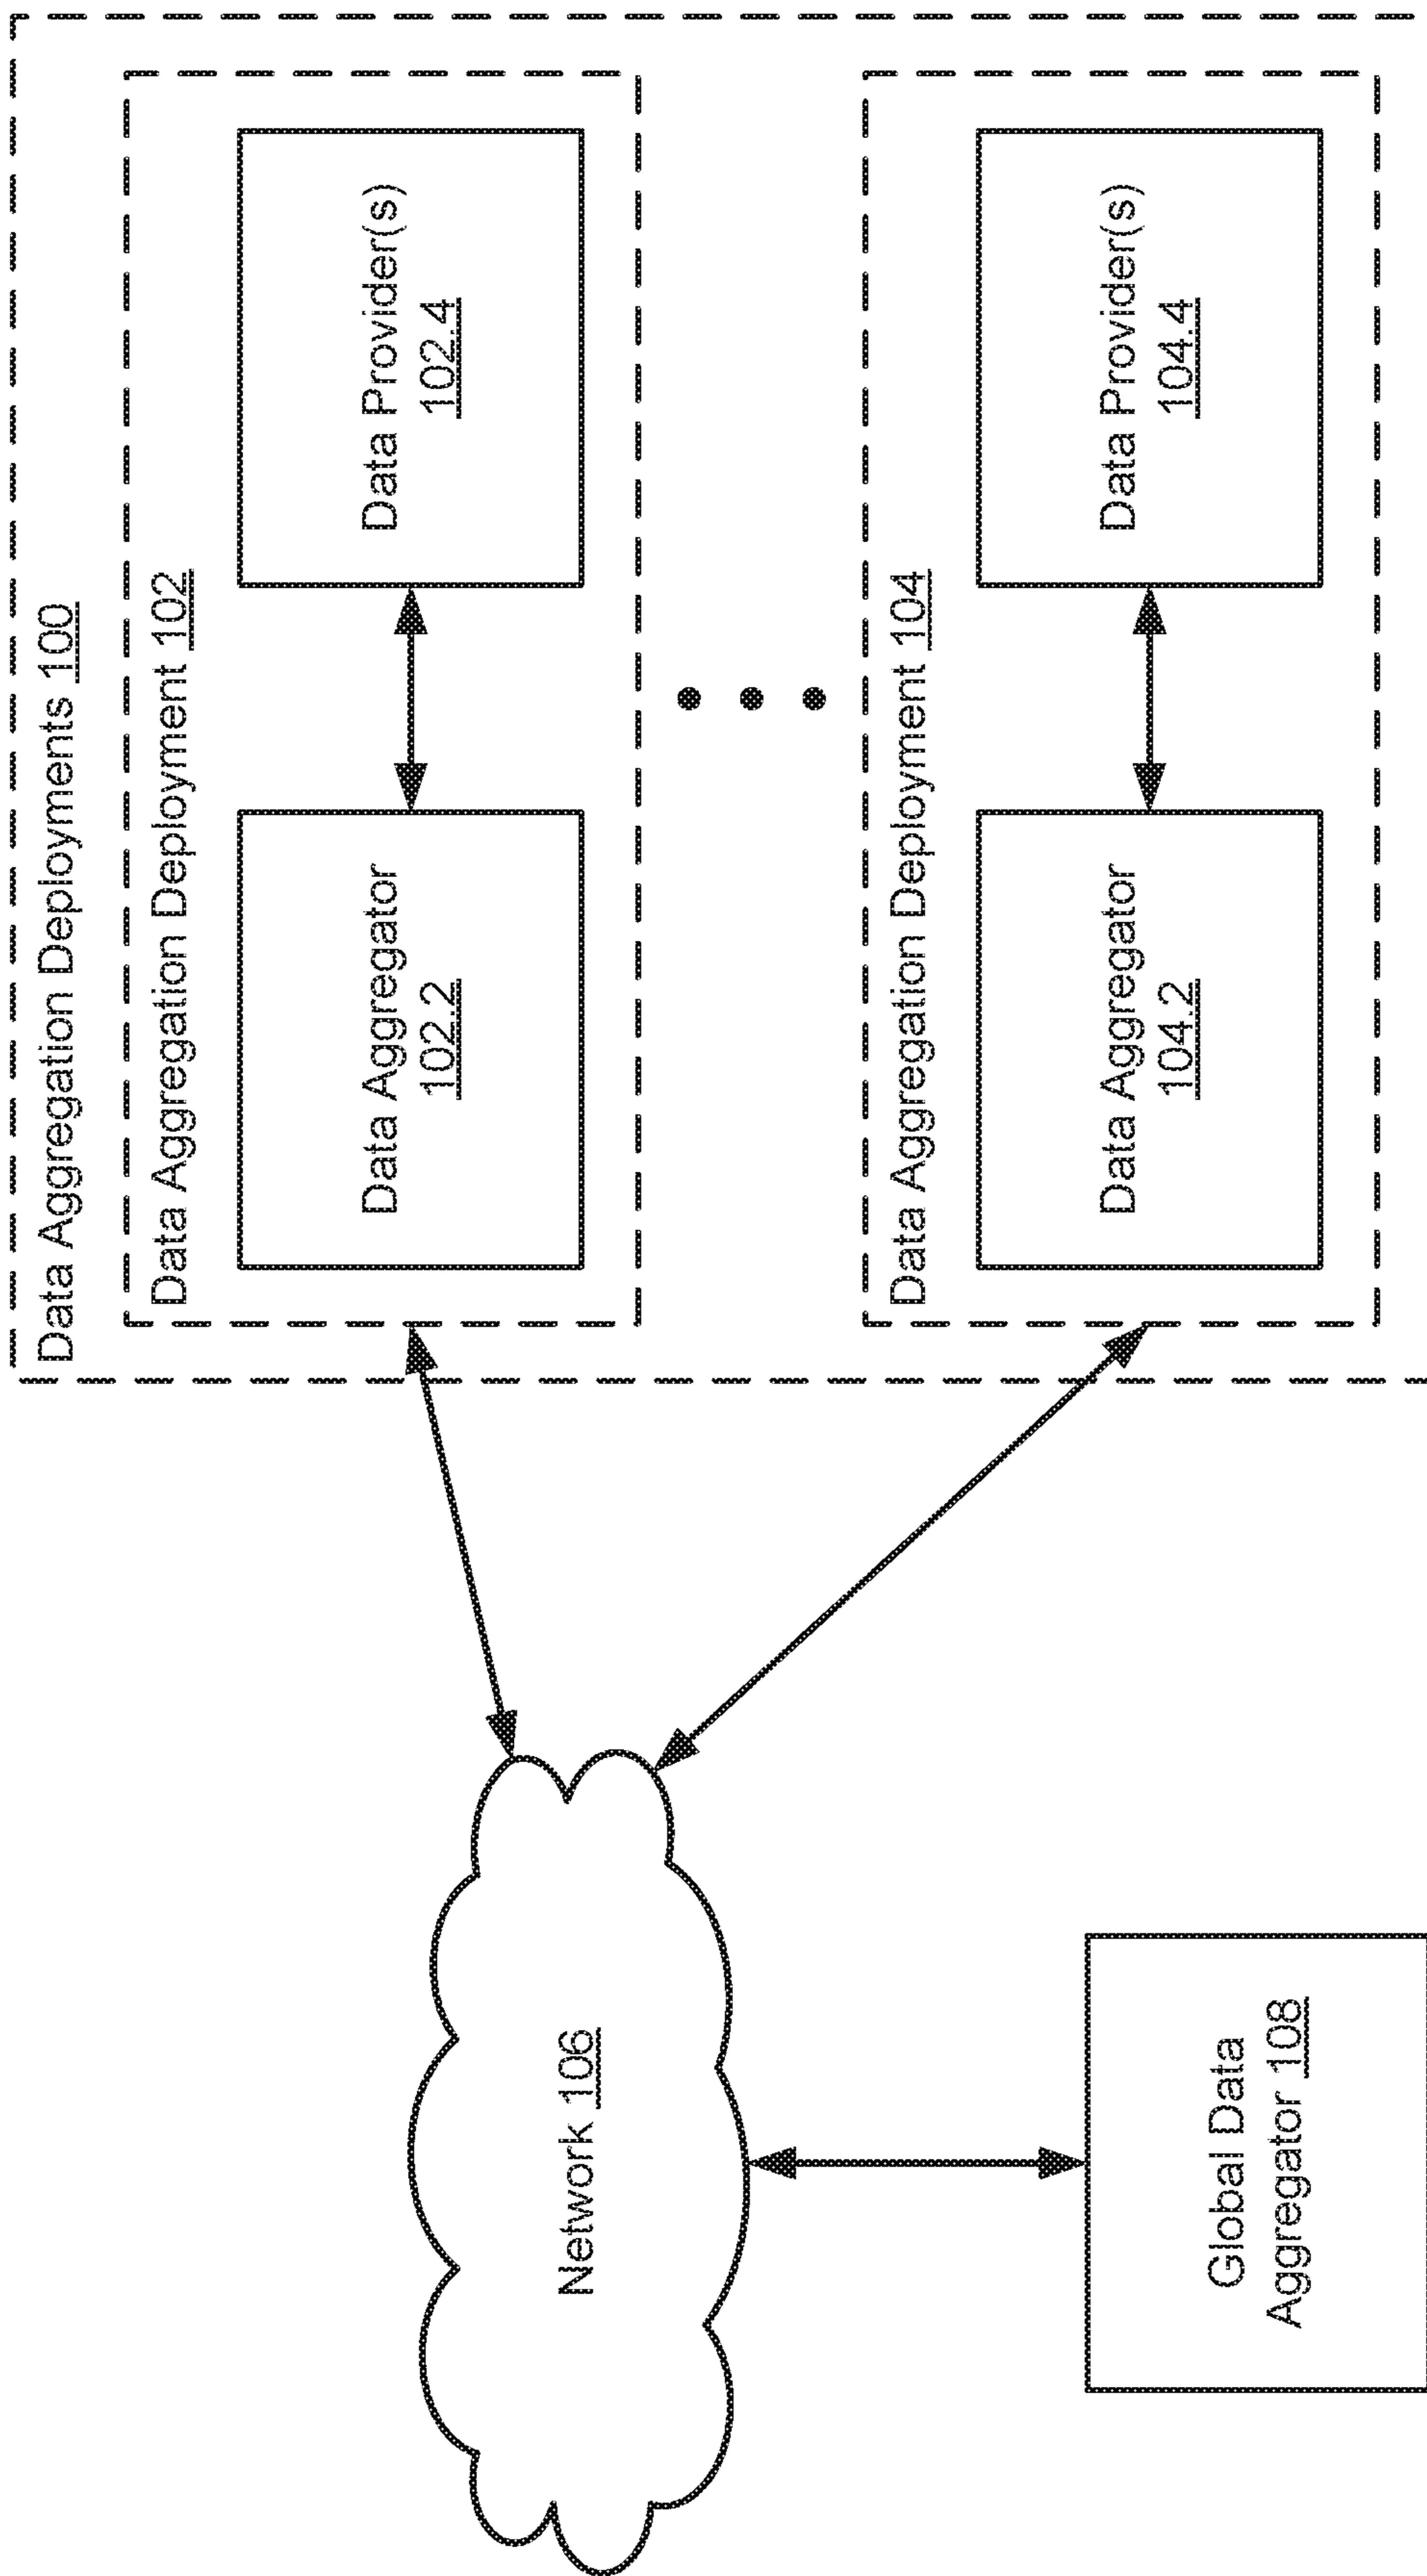 Data Aggregation Deployments 100
Data Aggregation Deployment 102
Data Aggregator
102.2
Data Provider(s)
102.4
Data Aggregation Deployment 104
Data Aggregator
104.2
Data Provider(s)
104.4
Network 106
Global Data
Aggregator 108